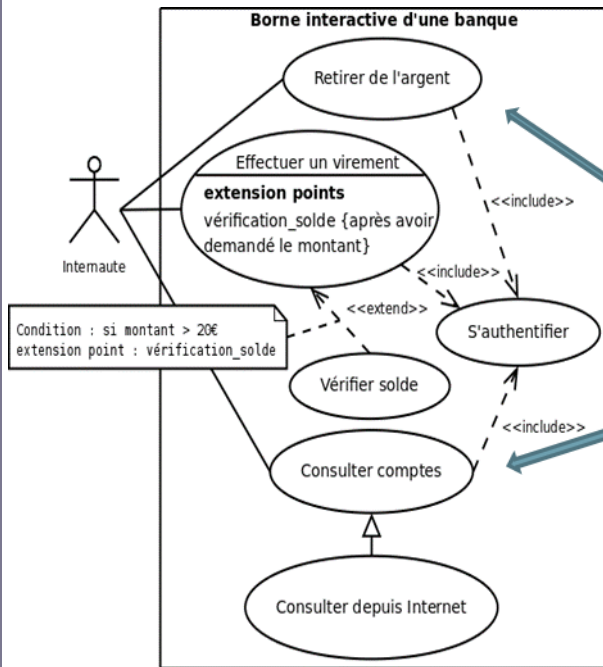 Borne interactive d'une banque
Retirer de l'argent
Effectuer un virement
extension points
vérification_solde {après avoir
demandé le montant}
<<include>>
Internaute
<<include>>
<<extend>>
Condition : si montant > 20€
extension point : vérification_solde
S'authentifier
Vérifier solde
<<include>>
Consulter comptes
Consulter depuis Internet